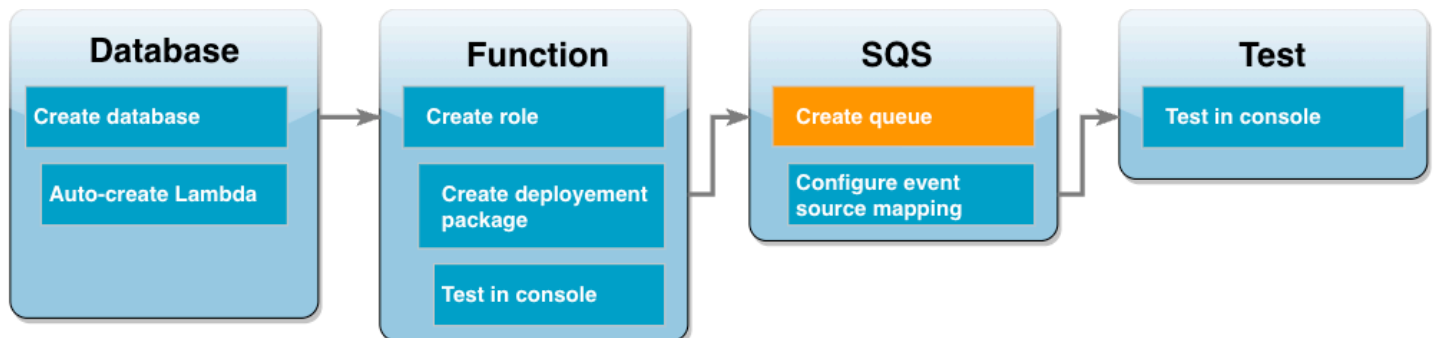 Database
Create database
Auto-create Lambda
Function
Create role
Create deployement
package
Test in console
SQS
Create queue
Configure event
source mapping
Test
Test in console